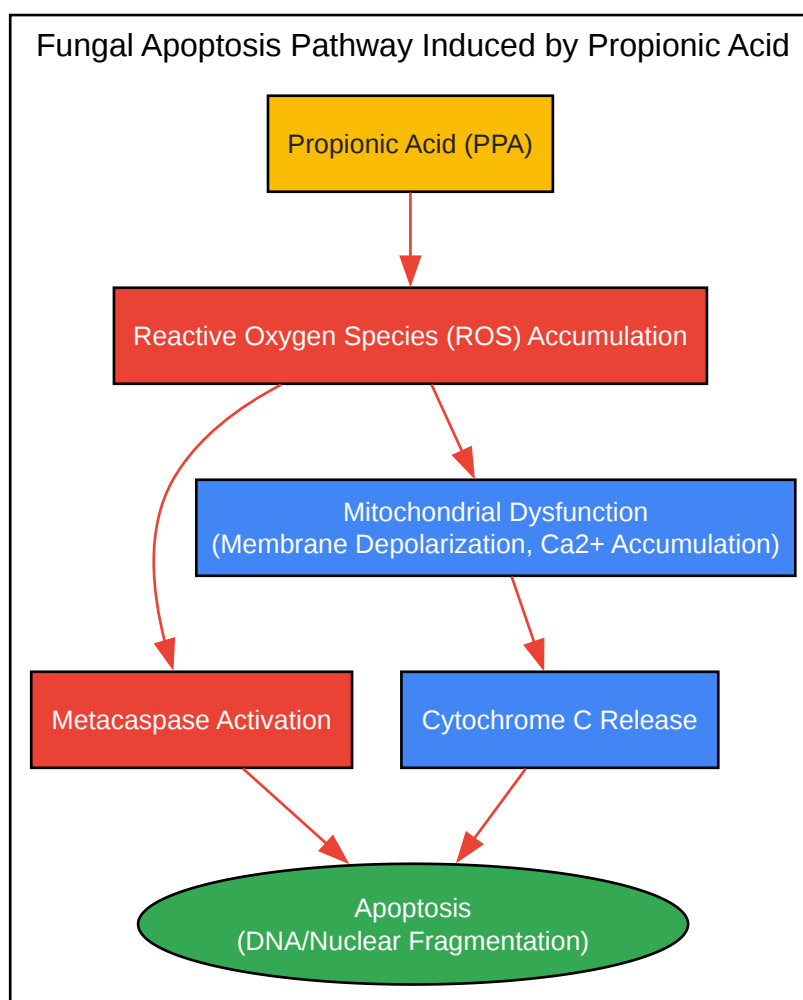 Fungal Apoptosis Pathway Induced by Propionic Acid
Propionic Acid (PPA)
Reactive Oxygen Species (ROS) Accumulation
Mitochondrial Dysfunction
(Membrane Depolarization, Ca2+ Accumulation)
Metacaspase Activation
Cytochrome C Release
Apoptosis
(DNA/Nuclear Fragmentation)